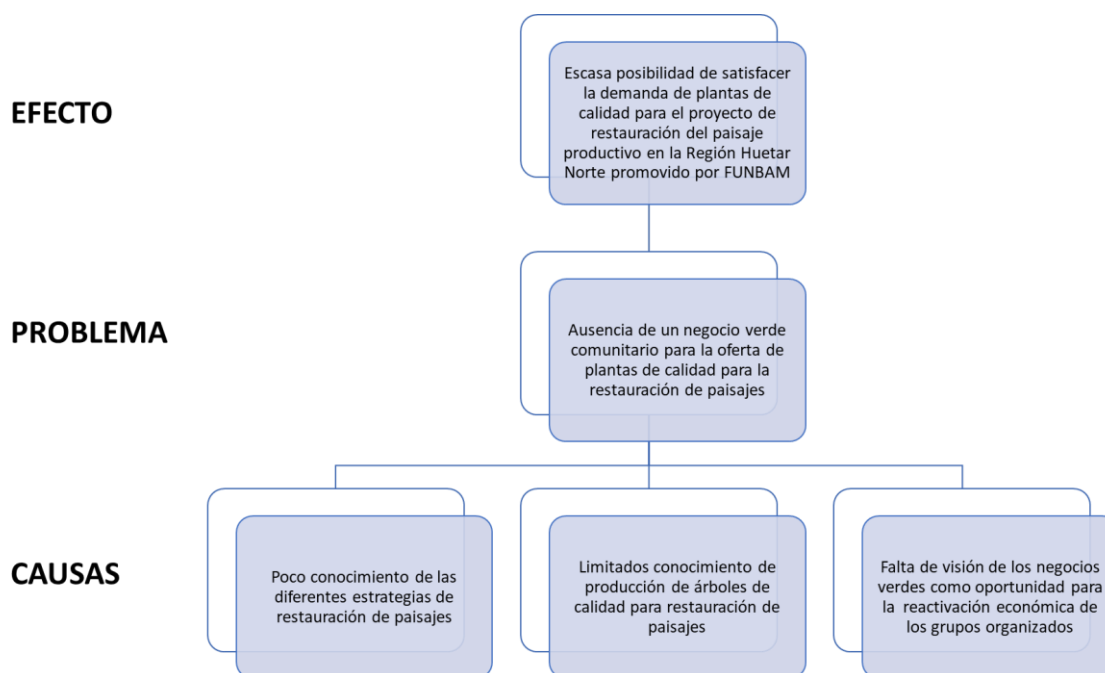 EFECTO
Escasa posibilidad de satisfacer
la demanda de plantas de
calidad para el proyecto de
restauración del paisaje
productivo en la Región Huetar
Norte promovido por FUNBAM
PROBLEMA
Ausencia de un negocio verde
comunitario para la oferta de
plantas de calidad para la
restauración de paisajes
CAUSAS
Poco conocimiento de las
diferentes estrategias de
restauración de paisajes
Limitados conocimiento de
producción de árboles de
calidad para restauración de
paisajes
Falta de visión de los negocios
verdes como oportunidad para
la reactivación económica de
los grupos organizados